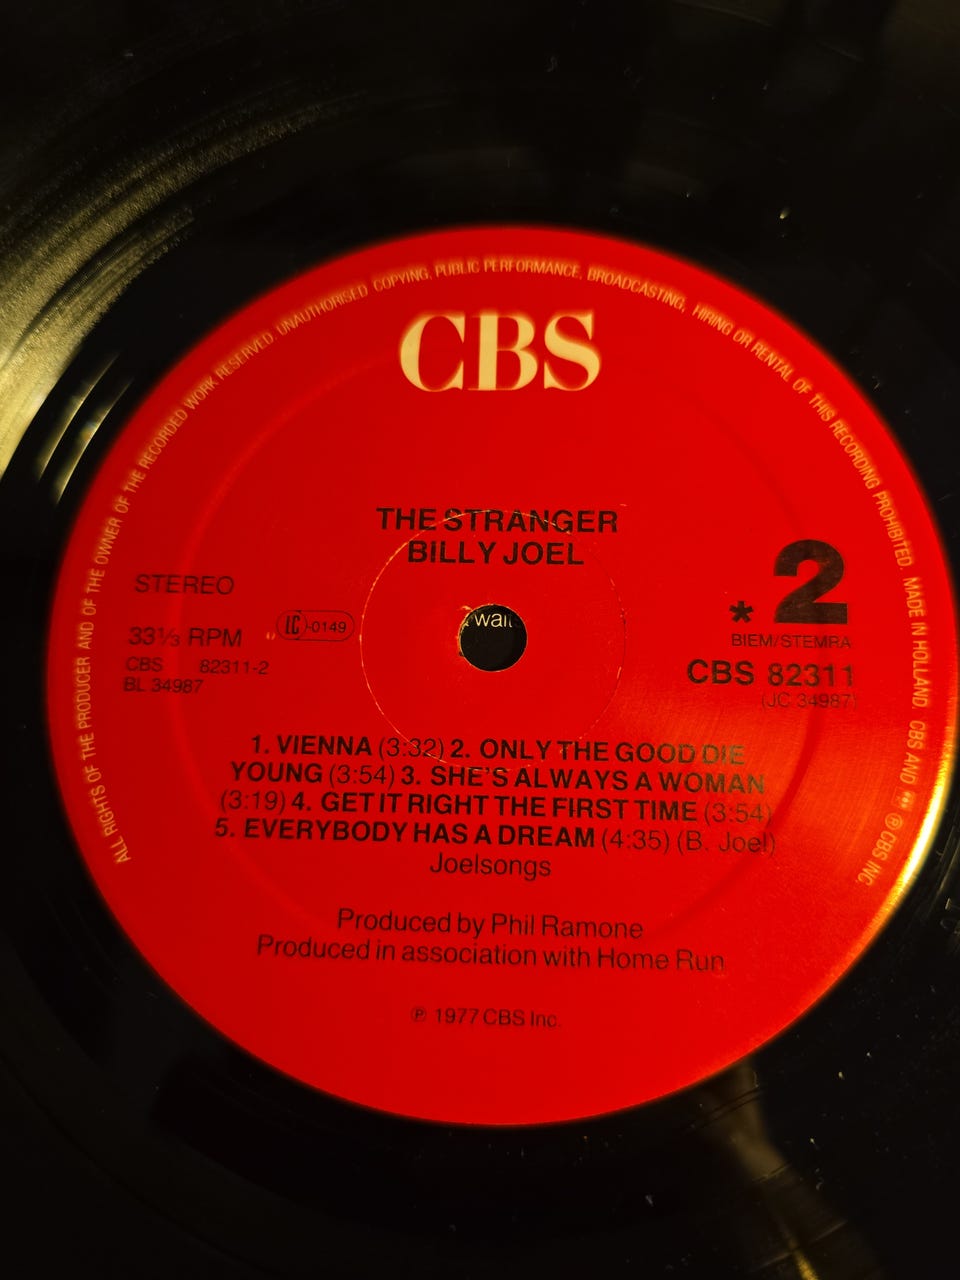 ALL RIGHTS OF THE PRODUCER AND OF THE OWNER OF THE RECORDED WORK RESERVED. UNAUTHORISED COPYING, PUBLIC PERFORMANCE, BROADCASTING, HIRING OR RENTAL OF THIS RECORDING PROHIBITED. MADE IN HOLLAND. CBS AND ℗ CBS INC.
CBS
THE STRANGER
BILLY JOEL
STEREO
33⅓ RPM
LC-0149
CBS 82311-2
BL 34987
wait
* 2
BIEM/STEMRA
CBS 82311
(JC 34987)
1. VIENNA (3:32) 2. ONLY THE GOOD DIE
YOUNG (3:54) 3. SHE'S ALWAYS A WOMAN
(3:19) 4. GET IT RIGHT THE FIRST TIME (3:54)
5. EVERYBODY HAS A DREAM (4:35) (B. Joel)
Joelsongs
Produced by Phil Ramone
Produced in association with Home Run
℗ 1977 CBS Inc.